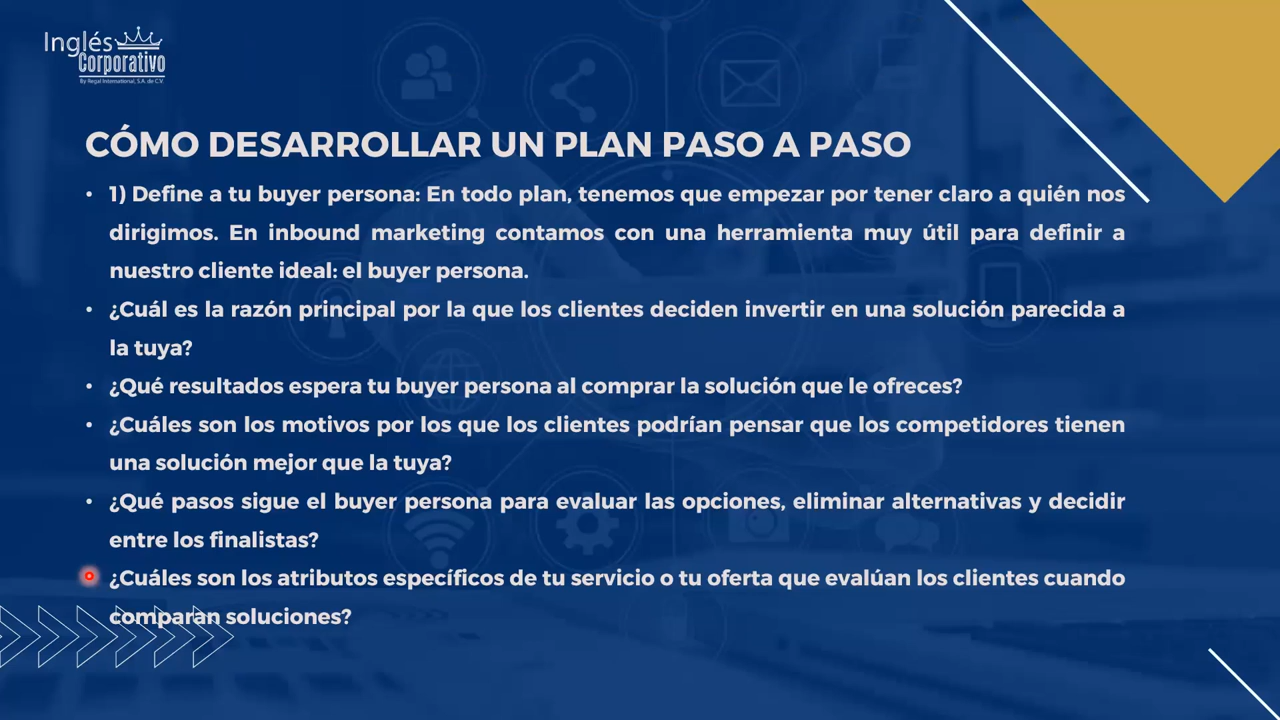 Inglés
Corporativo
By Regal International, S.A. de C.V.
CÓMO DESARROLLAR UN PLAN PASO A PASO
• 1) Define a tu buyer persona: En todo plan, tenemos que empezar por tener claro a quién nos
dirigimos. En inbound marketing contamos con una herramienta muy útil para definir a
nuestro cliente ideal: el buyer persona.
• ¿Cuál es la razón principal por la que los clientes deciden invertir en una solución parecida a
la tuya?
• ¿Qué resultados espera tu buyer persona al comprar la solución que le ofreces?
• ¿Cuáles son los motivos por los que los clientes podrían pensar que los competidores tienen
una solución mejor que la tuya?
• ¿Qué pasos sigue el buyer persona para evaluar las opciones, eliminar alternativas y decidir
entre los finalistas?
• ¿Cuáles son los atributos específicos de tu servicio o tu oferta que evalúan los clientes cuando
comparan soluciones?